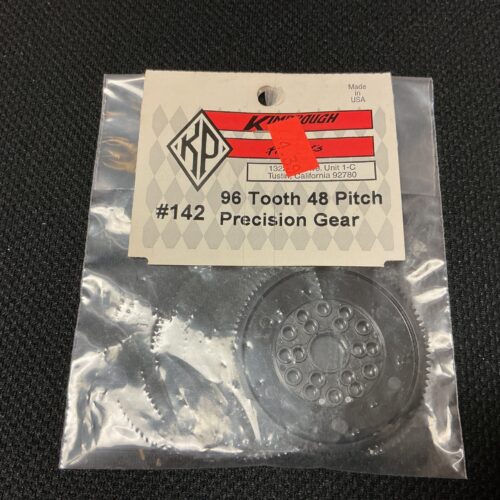 Made
in
USA
KP
KIMBROUGH
#142
96 Tooth 48 Pitch
Precision Gear
Unit 1-C
Tustin, California 92780